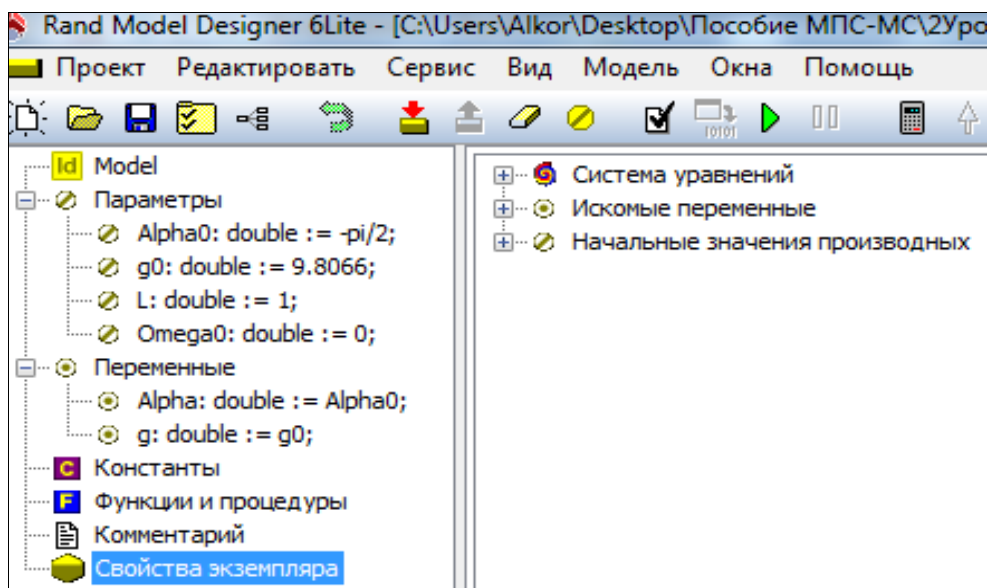 Rand Model Designer 6Lite - [C:\Users\Alkor\Desktop\Пособие МПС-МС\2Уро
Проект Редактировать Сервис Вид Модель Окна Помощь
10101
Id Model
Параметры
Alpha0: double := -pi/2;
g0: double := 9.8066;
L: double := 1;
Omega0: double := 0;
Переменные
Alpha: double := Alpha0;
g: double := g0;
C Константы
F Функции и процедуры
Комментарий
Свойства экземпляра
Система уравнений
Искомые переменные
Начальные значения производных